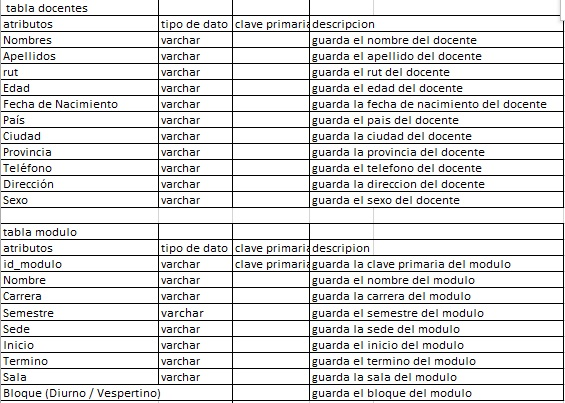 tabla docentes
atributos tipo de dato clave primaria descripcion
Nombres varchar guarda el nombre del docente
Apellidos varchar guarda el apellido del docente
rut varchar guarda el rut del docente
Edad varchar guarda el edad del docente
Fecha de Nacimiento varchar guarda la fecha de nacimiento del docente
País varchar guarda el pais del docente
Ciudad varchar guarda la ciudad del docente
Provincia varchar guarda la provincia del docente
Teléfono varchar guarda el telefono del docente
Dirección varchar guarda la direccion del docente
Sexo varchar guarda el sexo del docente
tabla modulo
atributos tipo de dato clave primaria descripion
id_modulo varchar clave primaria guarda la clave primaria del modulo
Nombre varchar guarda el nombre del modulo
Carrera varchar guarda la carrera del modulo
Semestre varchar guarda el semestre del modulo
Sede varchar guarda la sede del modulo
Inicio varchar guarda el inicio del modulo
Termino varchar guarda el termino del modulo
Sala varchar guarda la sala del modulo
Bloque (Diurno / Vespertino) guarda el bloque del modulo